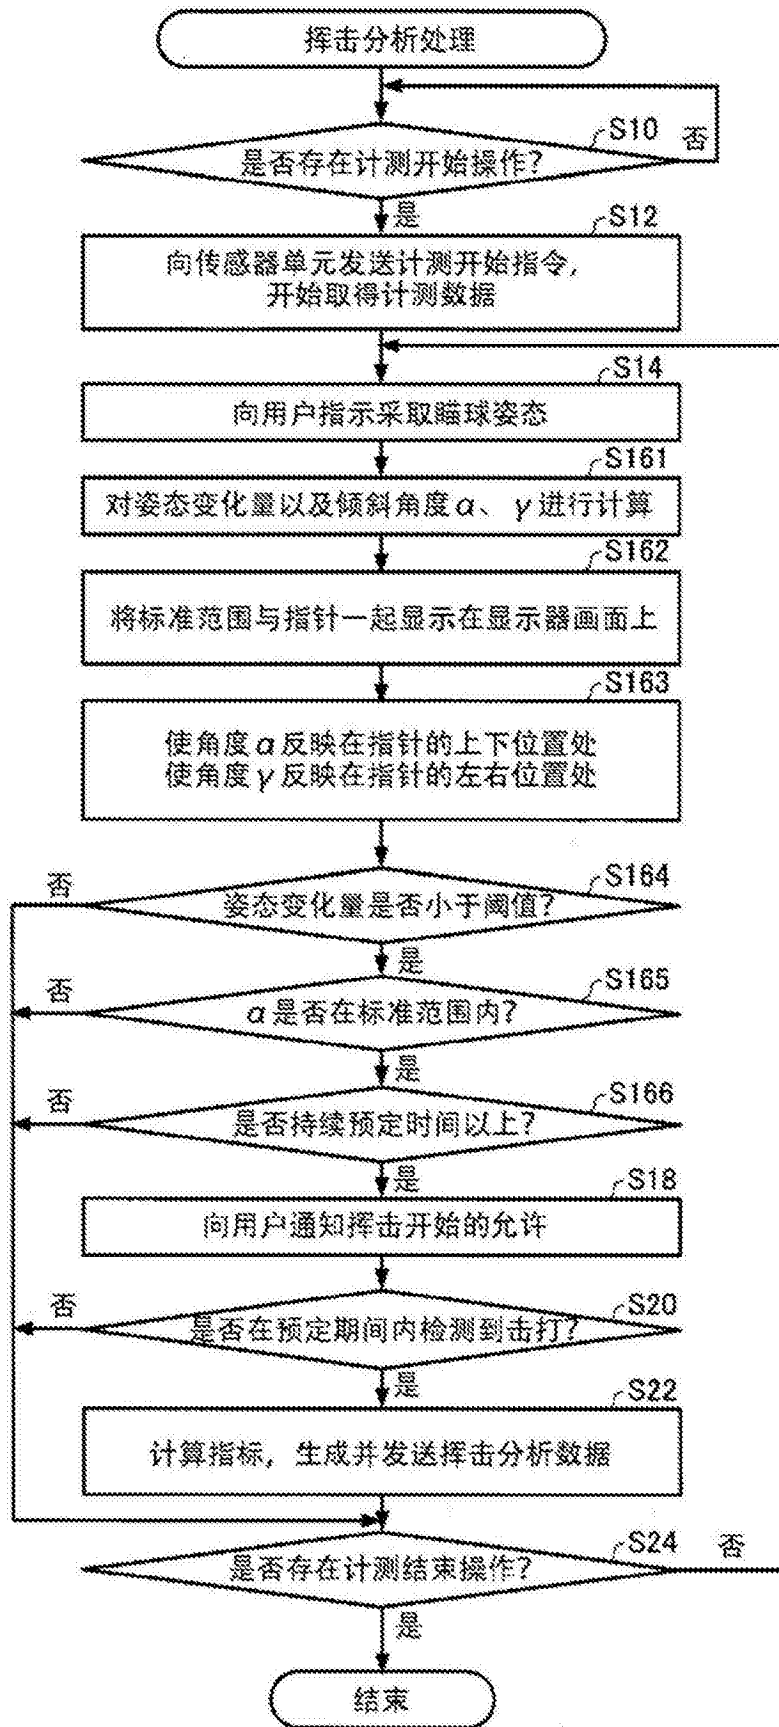 挥击分析处理
S10
否
是否存在计测开始操作？
是
S12
向传感器单元发送计测开始指令，
开始取得计测数据
S14
向用户指示采取瞄球姿态
S161
对姿态变化量以及倾斜角度α、γ进行计算
S162
将标准范围与指针一起显示在显示器画面上
S163
使角度α反映在指针的上下位置处
使角度γ反映在指针的左右位置处
否
S164
姿态变化量是否小于阈值？
是
否
S165
α是否在标准范围内？
是
否
S166
是否持续预定时间以上？
是
S18
向用户通知挥击开始的允许
否
S20
是否在预定期间内检测到击打？
是
S22
计算指标，生成并发送挥击分析数据
S24
否
是否存在计测结束操作？
是
结束